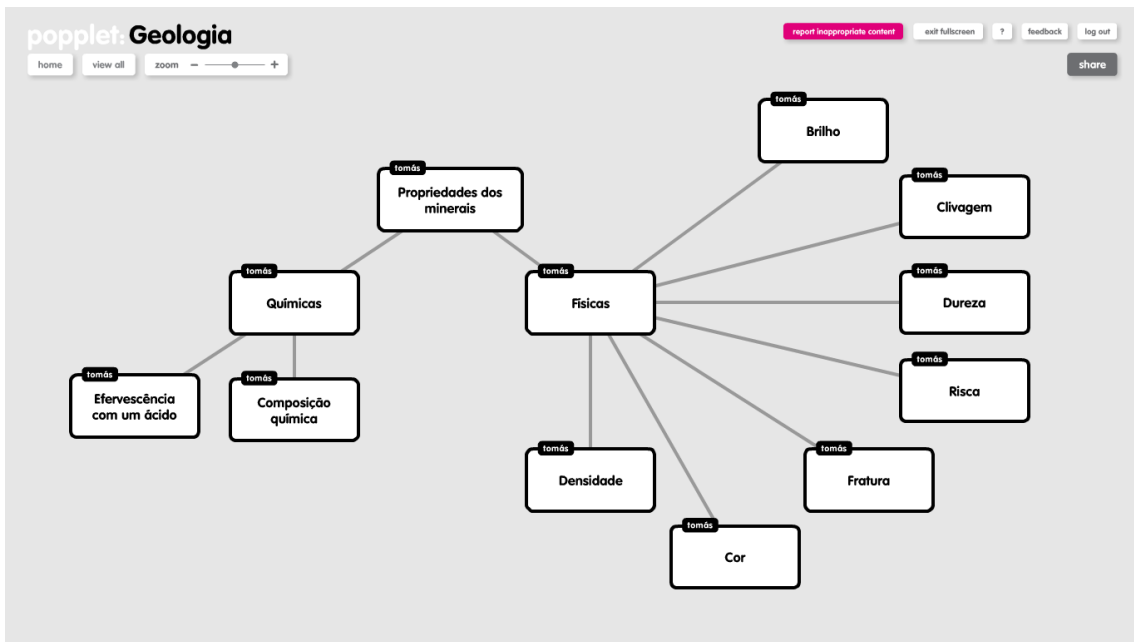 popplet: Geologia
report inappropriate content
exit fullscreen
?
feedback
log out
home
view all
zoom - +
share
tomás
Brilho
tomás
Propriedades dos
minerais
tomás
Clivagem
tomás
Químicas
tomás
Físicas
tomás
Dureza
tomás
Risca
tomás
Efervescência
com um ácido
tomás
Composição
química
tomás
Densidade
tomás
Fratura
tomás
Cor